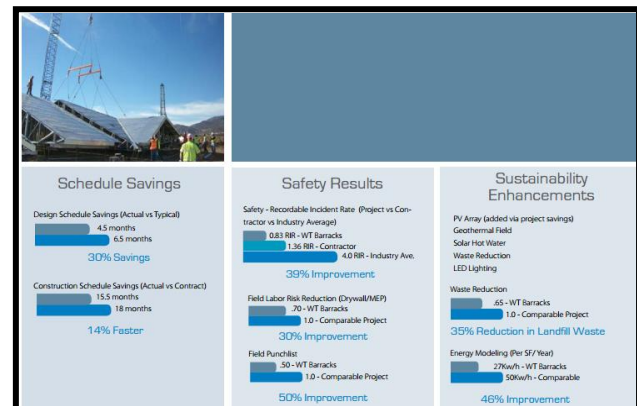 Schedule Savings
Design Schedule Savings (Actual vs Typical)
4.5 months
6.5 months
30% Savings
Construction Schedule Savings (Actual vs Contract)
15.5 months
18 months
14% Faster
Safety Results
Safety - Recordable Incident Rate (Project vs Con-
tractor vs Industry Average)
0.83 RIR - WT Barracks
1.36 RIR - Contractor
4.0 RIR - Industry Ave.
39% Improvement
Field Labor Risk Reduction (Drywall/MEP)
.70 - WT Barracks
1.0 - Comparable Project
30% Improvement
Field Punchlist
.50 - WT Barracks
1.0 - Comparable Project
50% Improvement
Sustainability
Enhancements
PV Array (added via project savings)
Geothermal Field
Solar Hot Water
Waste Reduction
LED Lighting
Waste Reduction
.65 - WT Barracks
1.0 - Comparable Project
35% Reduction in Landfill Waste
Energy Modeling (Per SF/ Year)
27Kw/h - WT Barracks
50Kw/h - Comparable
46% Improvement